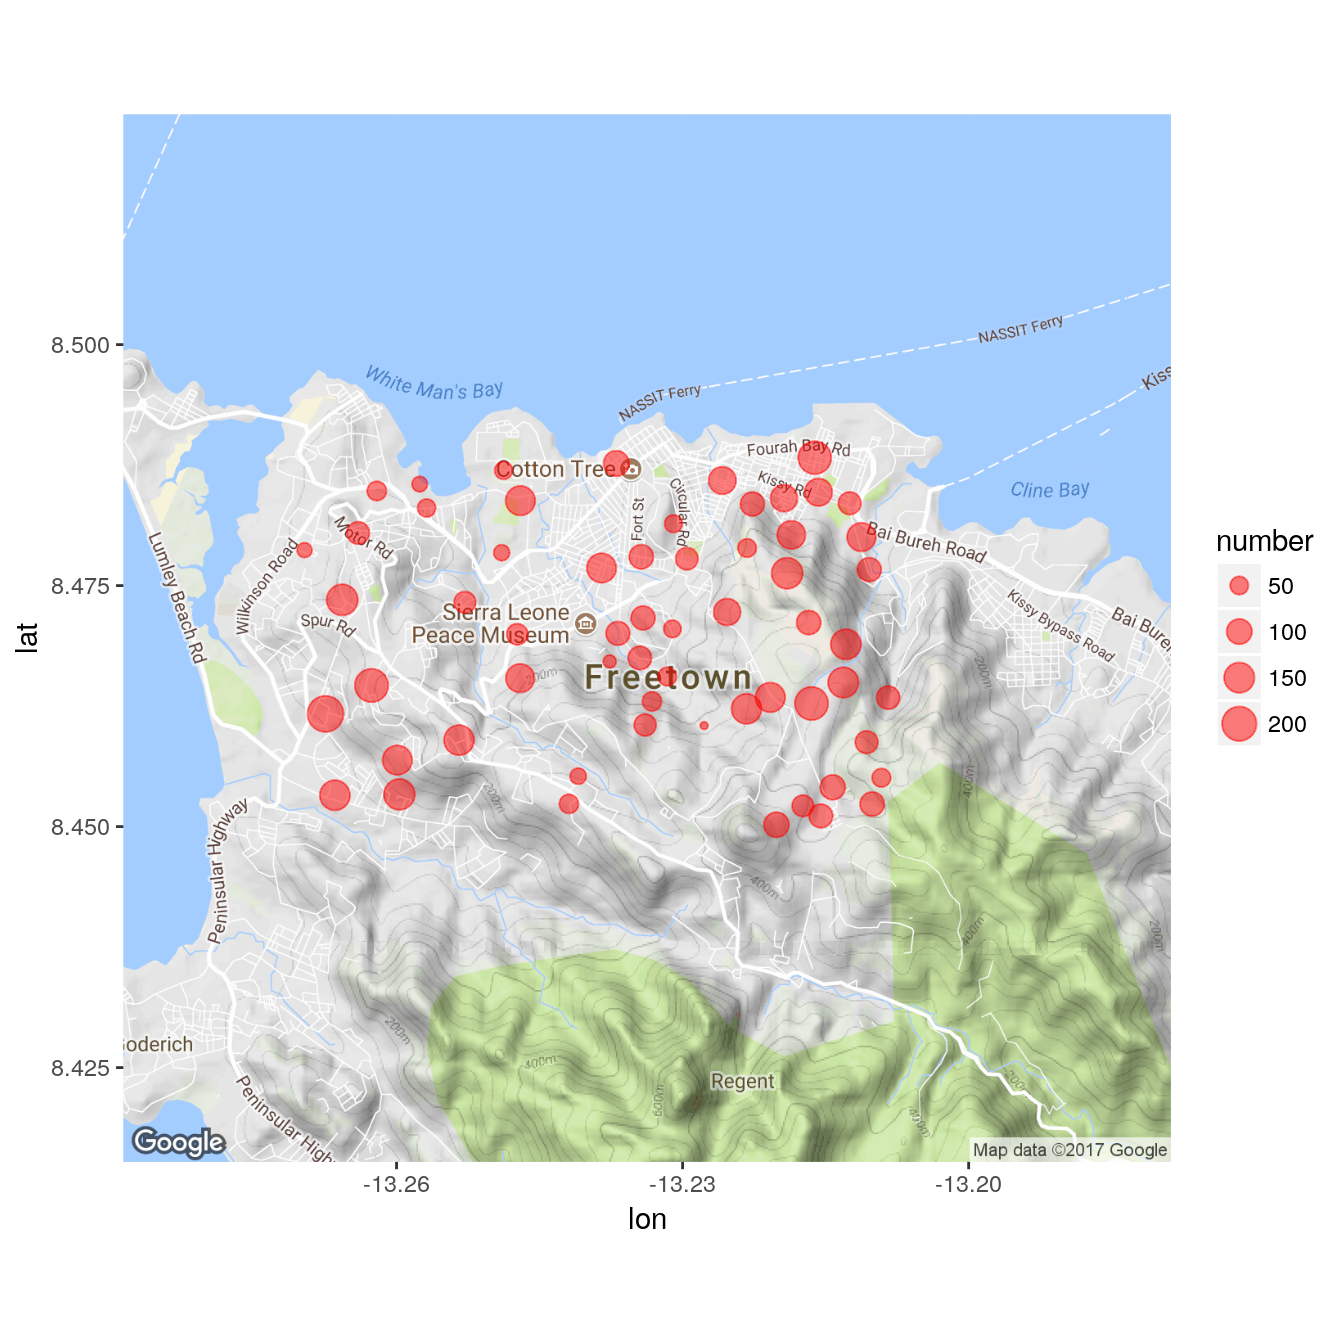 lat
8.500
8.475
8.450
8.425
-13.26
-13.23
-13.20
lon
White Man's Bay
NASSIT Ferry
NASSIT Ferry
Kiss
Fourah Bay Rd
Cotton Tree
Kissy Rd
Cline Bay
Fort St
Circular Rd
Motor Rd
Bai Bureh Road
Lumley Beach Rd
Wilkinson Road
Spur Rd
Sierra Leone
Peace Museum
Kissy Bypass Road
Bai Bureh
Freetown
200m
200m
200m
400m
400m
400m
200m
Peninsular Highway
200m
400m
600m
400m
200m
oderich
Regent
Peninsular High
Google
Map data ©2017 Google
number
50
100
150
200